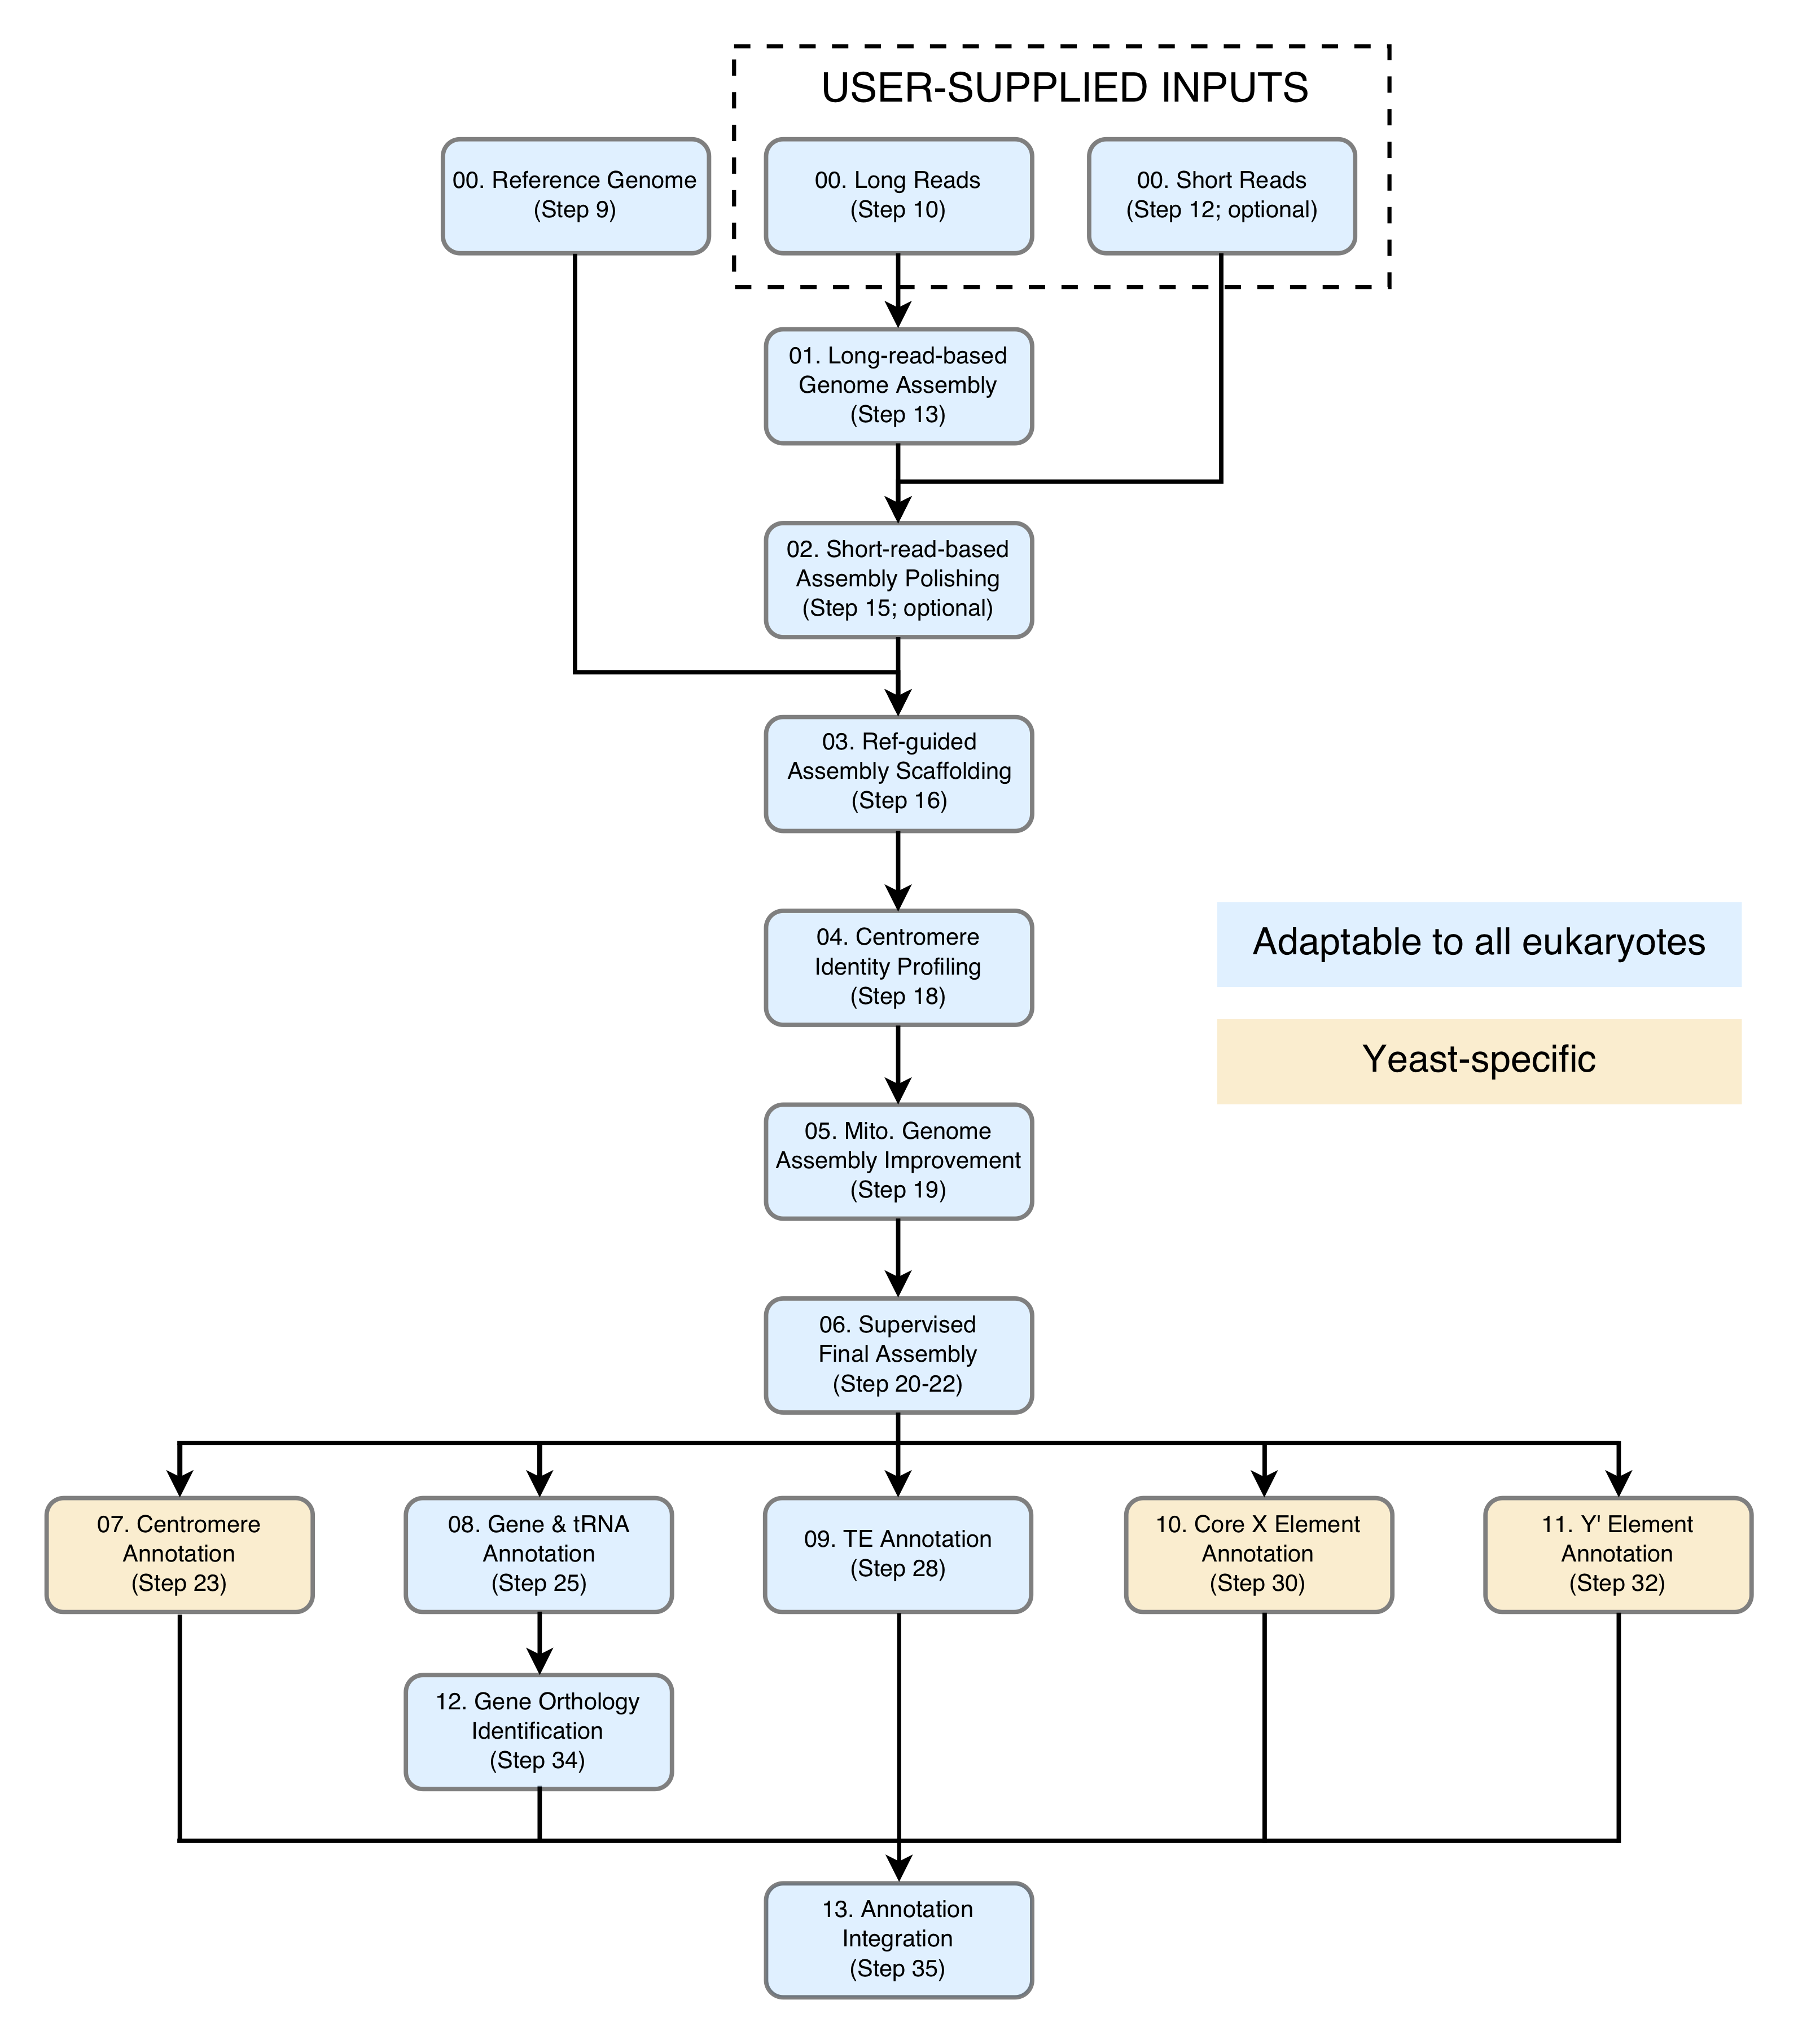 USER-SUPPLIED INPUTS
00. Reference Genome
(Step 9)
00. Long Reads
(Step 10)
00. Short Reads
(Step 12; optional)
01. Long-read-based
Genome Assembly
(Step 13)
02. Short-read-based
Assembly Polishing
(Step 15; optional)
03. Ref-guided
Assembly Scaffolding
(Step 16)
04. Centromere
Identity Profiling
(Step 18)
Adaptable to all eukaryotes
Yeast-specific
05. Mito. Genome
Assembly Improvement
(Step 19)
06. Supervised
Final Assembly
(Step 20-22)
07. Centromere
Annotation
(Step 23)
08. Gene & tRNA
Annotation
(Step 25)
09. TE Annotation
(Step 28)
10. Core X Element
Annotation
(Step 30)
11. Y' Element
Annotation
(Step 32)
12. Gene Orthology
Identification
(Step 34)
13. Annotation
Integration
(Step 35)